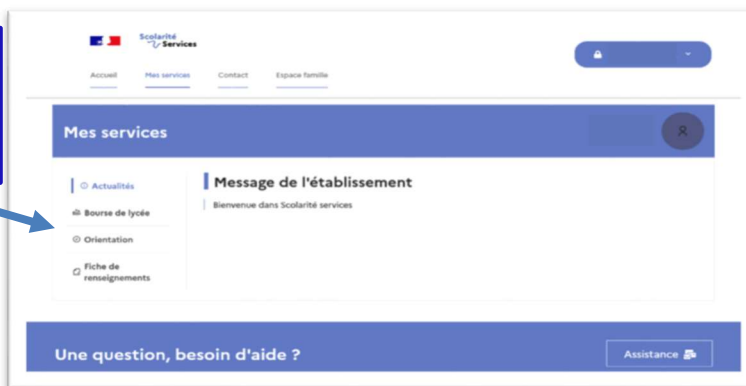 Scolarité
Services
Accueil
Mes services
Contact
Espace famille
Mes services
Actualités
Bourse de lycée
Orientation
Fiche de
renseignements
Message de l'établissement
Bienvenue dans Scolarité services
Une question, besoin d'aide ?
Assistance